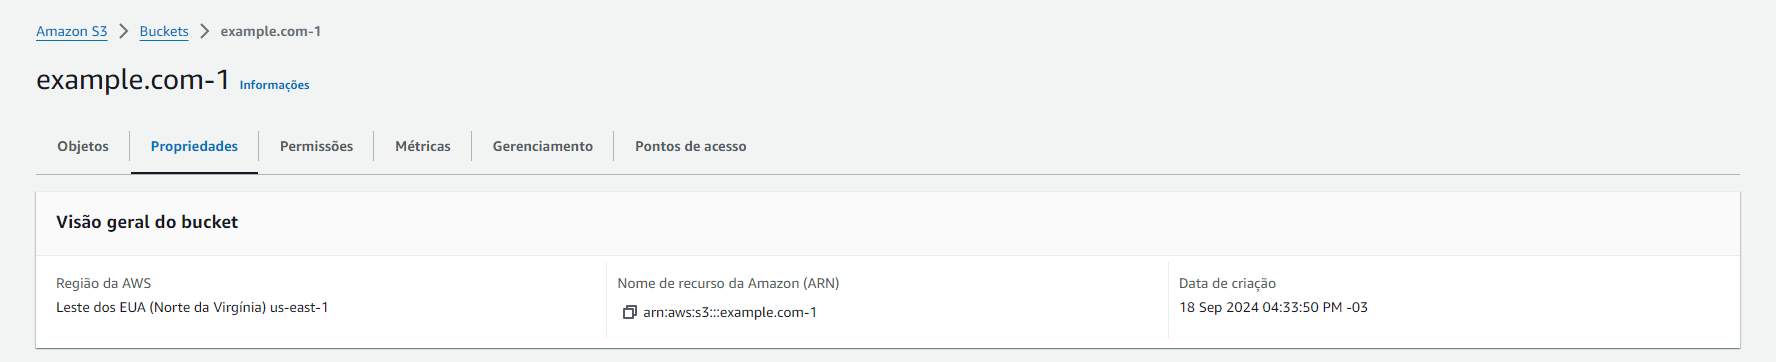 Amazon S3 > Buckets > example.com-1
example.com-1 Informações
Objetos Propriedades Permissões Métricas Gerenciamento Pontos de acesso
Visão geral do bucket
Região da AWS
Leste dos EUA (Norte da Virgínia) us-east-1
Nome de recurso da Amazon (ARN)
arn:aws:s3:::example.com-1
Data de criação
18 Sep 2024 04:33:50 PM -03